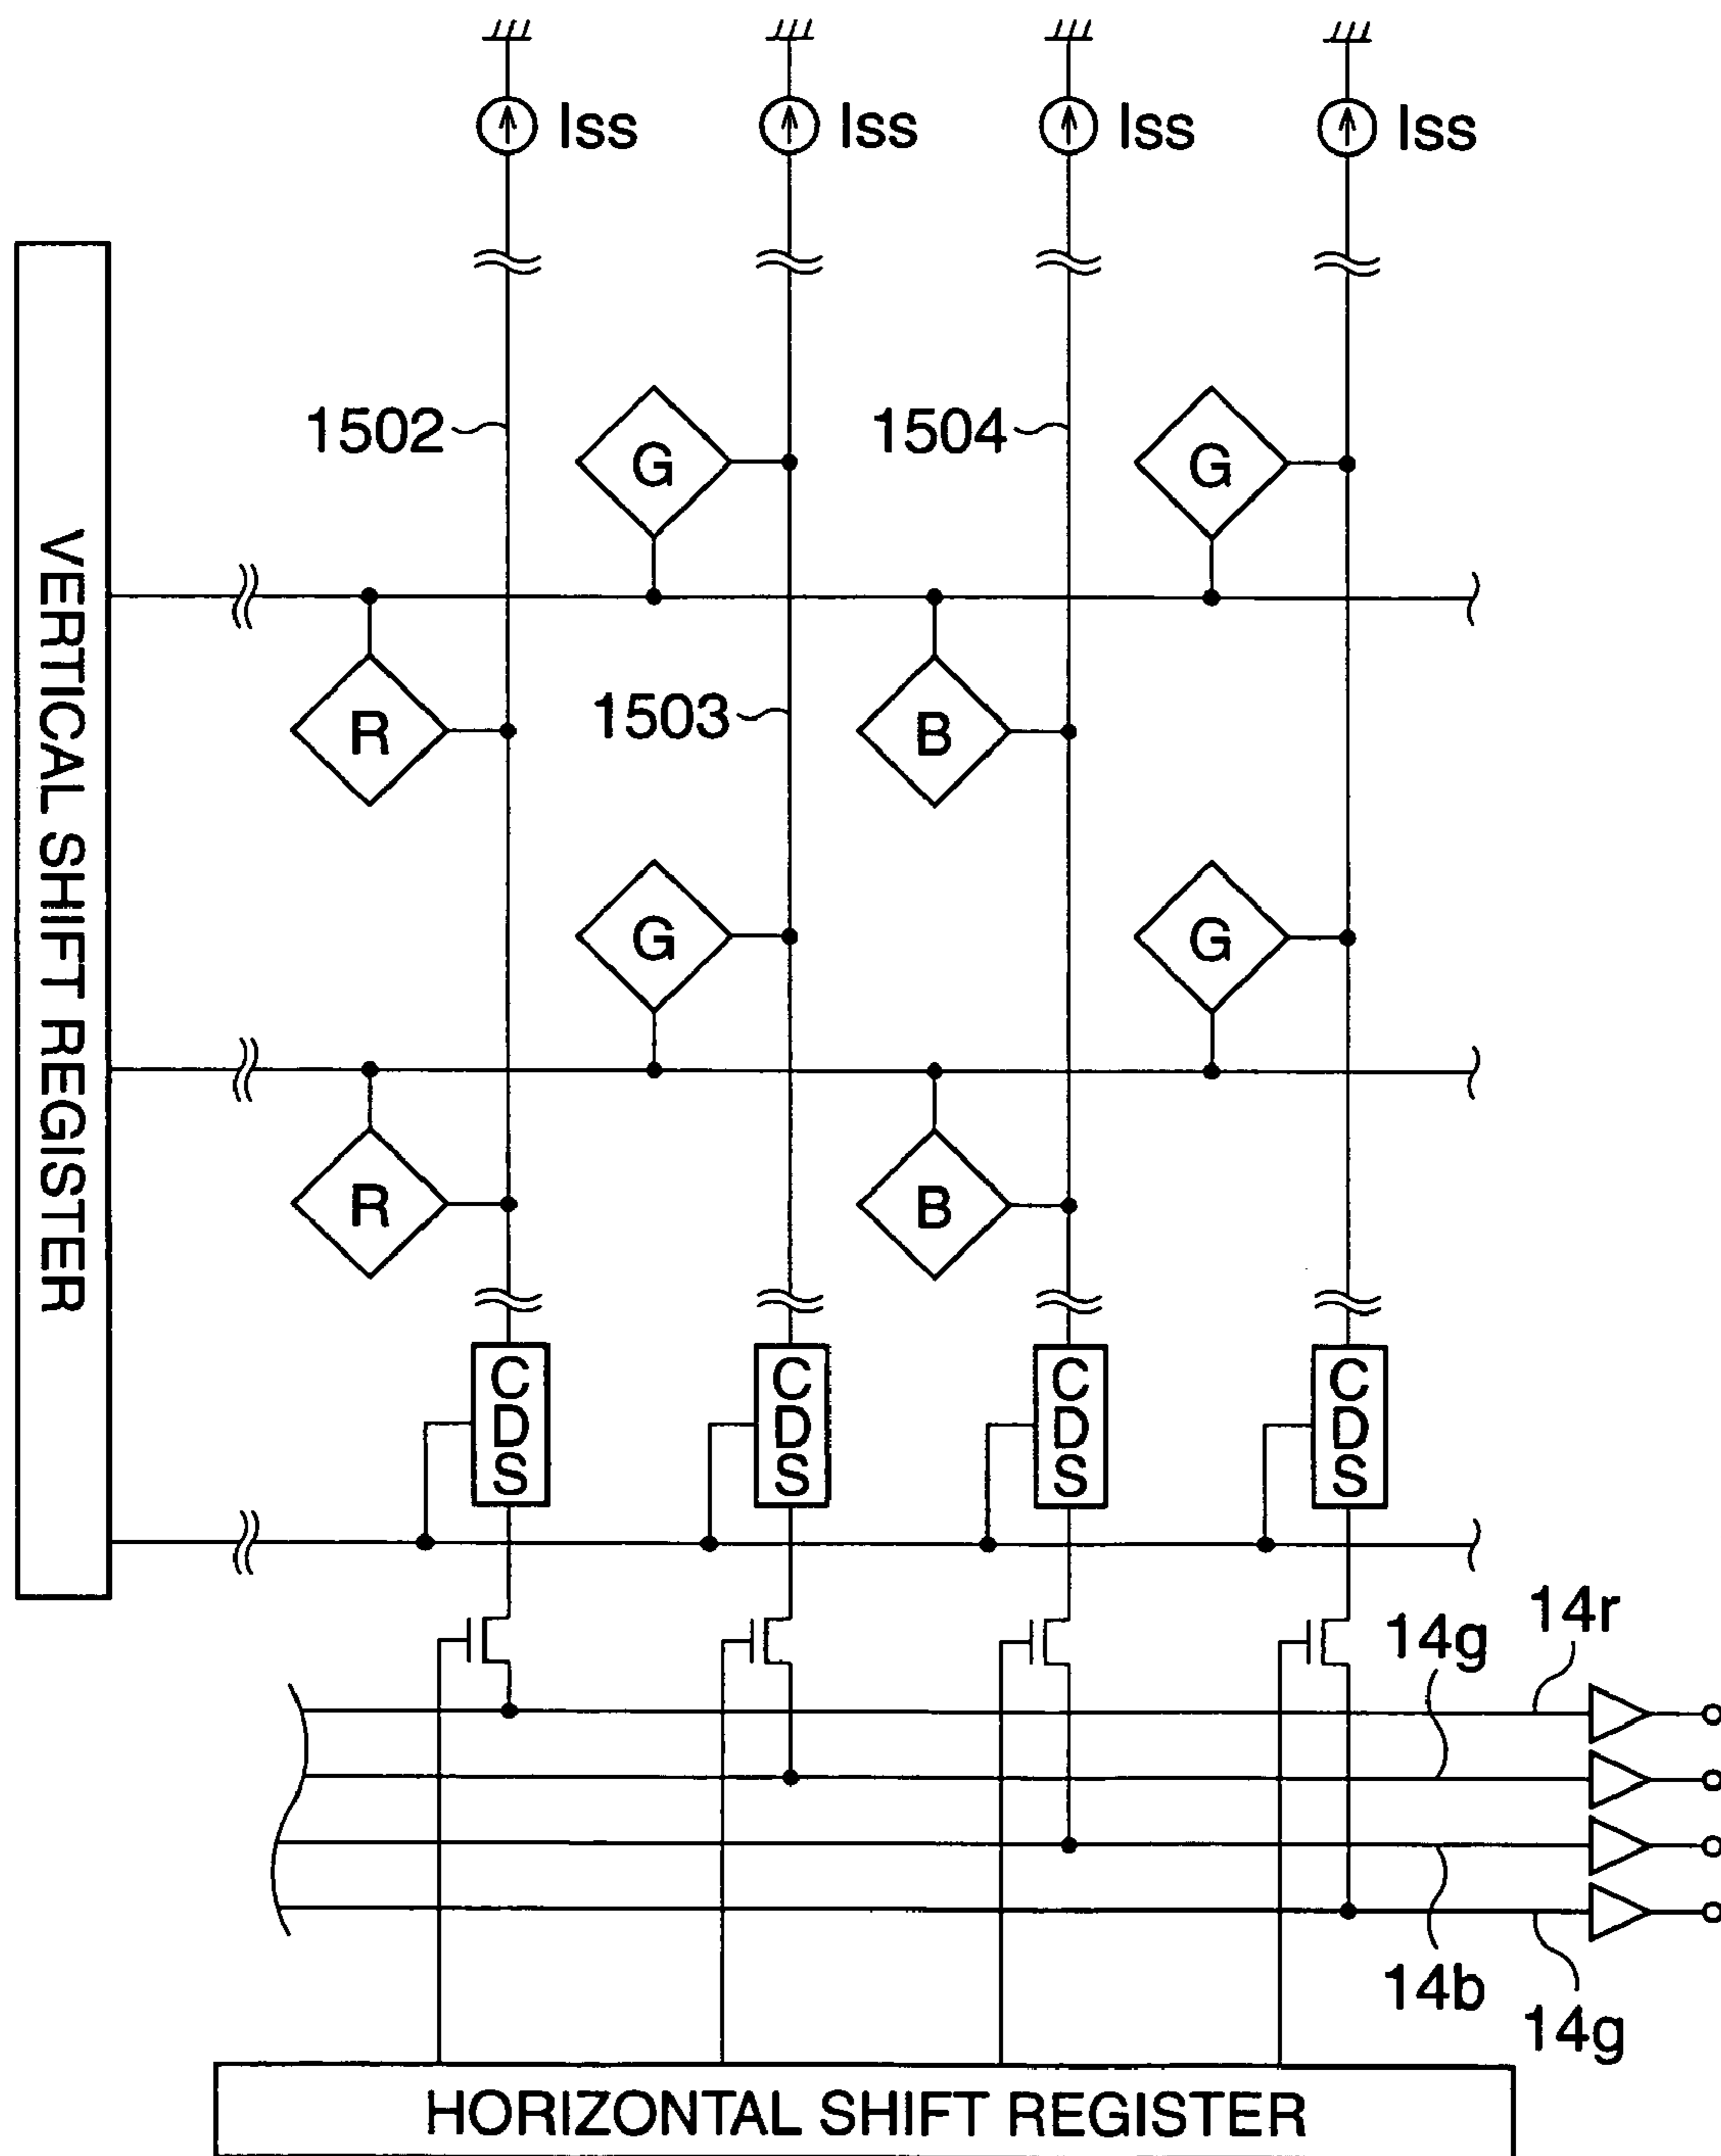 Iss Iss Iss Iss
1502 G 1504 G
R 1503 B
G G
R B
VERTICAL SHIFT REGISTER
CDS CDS CDS CDS
14g 14r
14b
14g
HORIZONTAL SHIFT REGISTER